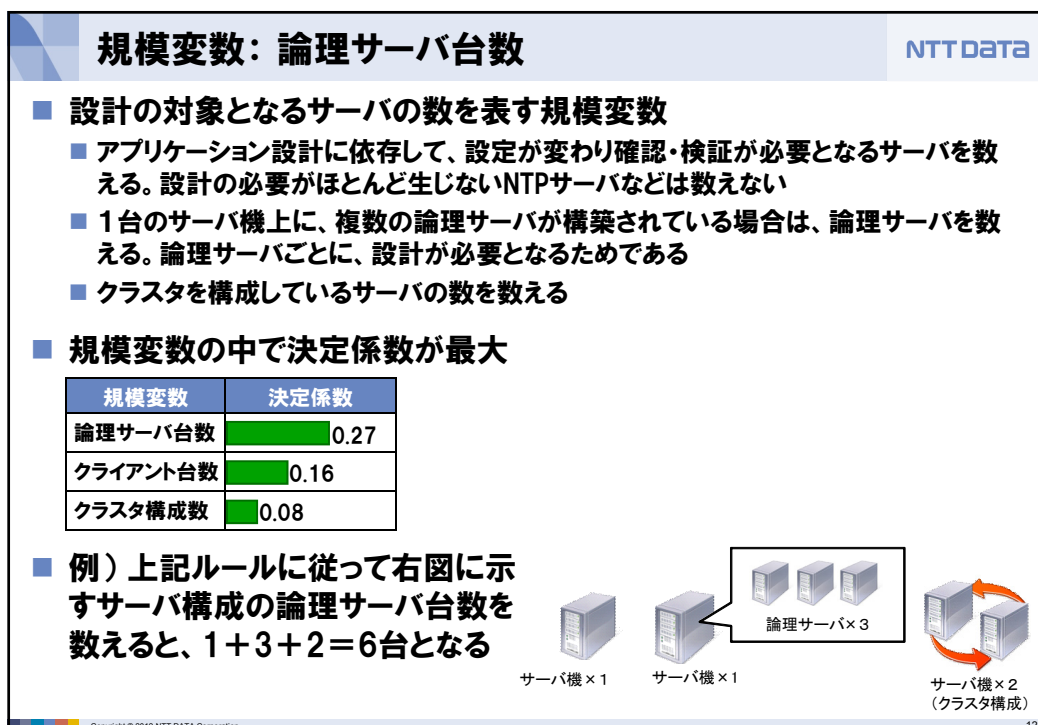 規模変数： 論理サーバ台数
NTT DATA
設計の対象となるサーバの数を表す規模変数
アプリケーション設計に依存して、設定が変わり確認・検証が必要となるサーバを数
える。設計の必要がほとんど生じないNTPサーバなどは数えない
１台のサーバ機上に、複数の論理サーバが構築されている場合は、論理サーバを数
える。論理サーバごとに、設計が必要となるためである
クラスタを構成しているサーバの数を数える
規模変数の中で決定係数が最大
規模変数 決定係数
論理サーバ台数 0.27
クライアント台数 0.16
クラスタ構成数 0.08
例）上記ルールに従って右図に示
すサーバ構成の論理サーバ台数を
数えると、１＋３＋２＝６台となる
論理サーバ×３
サーバ機×１
サーバ機×１
サーバ機×２
（クラスタ構成）